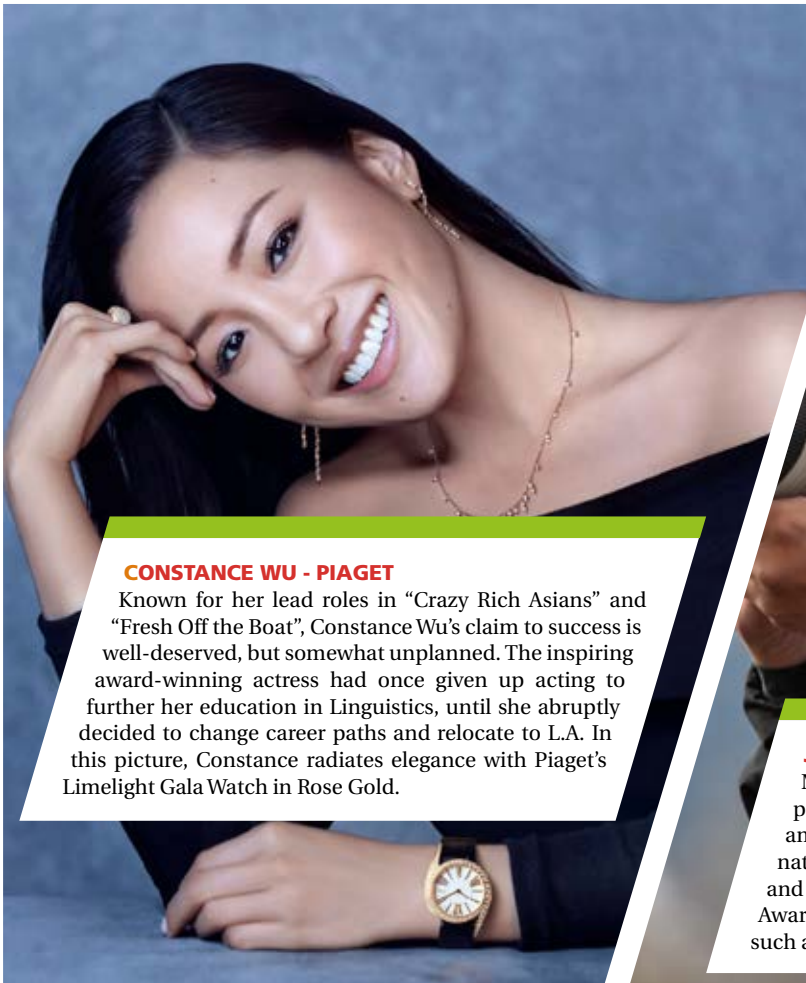 CONSTANCE WU - PIAGET
Known for her lead roles in “Crazy Rich Asians” and
“Fresh Off the Boat”, Constance Wu’s claim to success is
well-deserved, but somewhat unplanned. The inspiring
award-winning actress had once given up acting to
further her education in Linguistics, until she abruptly
decided to change career paths and relocate to L.A. In
this picture, Constance radiates elegance with Piaget’s
Limelight Gala Watch in Rose Gold.
and
such a